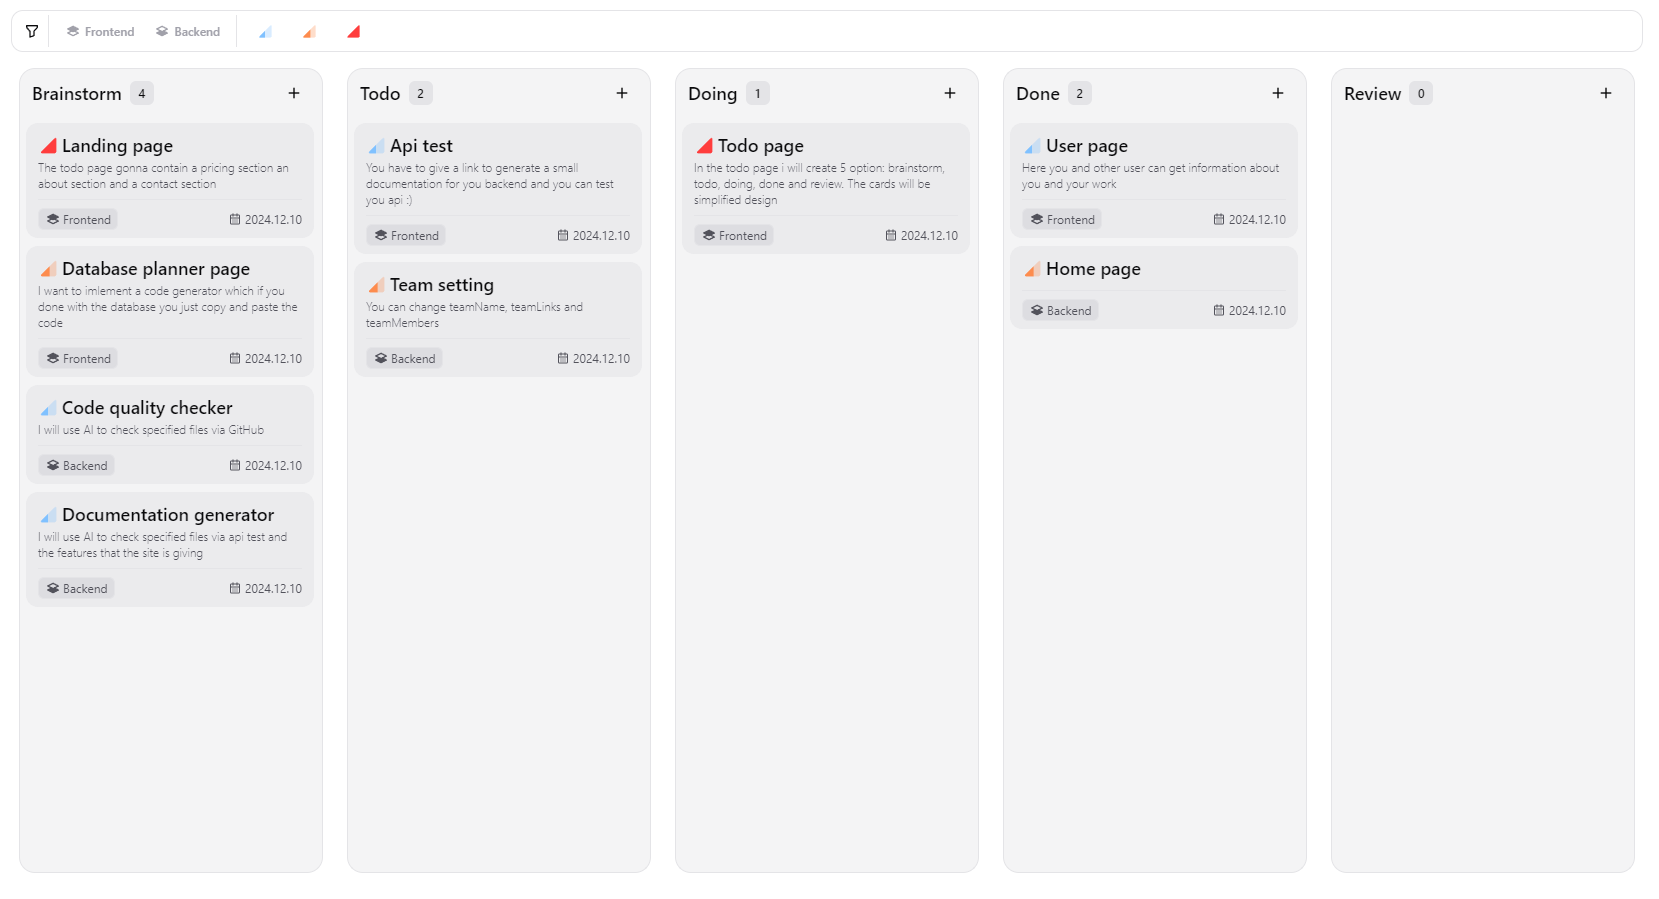 Frontend Backend
Brainstorm 4
Landing page
The todo page gonna contain a pricing section an
about section and a contact section
Frontend 2024.12.10
Database planner page
I want to imlement a code generator which if you
done with the database you just copy and paste the
code
Frontend 2024.12.10
Code quality checker
I will use AI to check specified files via GitHub
Backend 2024.12.10
Documentation generator
I will use AI to check specified files via api test and
the features that the site is giving
Backend 2024.12.10
Todo 2
Api test
You have to give a link to generate a small
documentation for you backend and you can test
you api :)
Frontend 2024.12.10
Team setting
You can change teamName, teamLinks and
teamMembers
Backend 2024.12.10
Doing 1
Todo page
In the todo page i will create 5 option: brainstorm,
todo, doing, done and review. The cards will be
simplified design
Frontend 2024.12.10
Done 2
User page
Here you and other user can get information about
you and your work
Frontend 2024.12.10
Home page
Backend 2024.12.10
Review 0